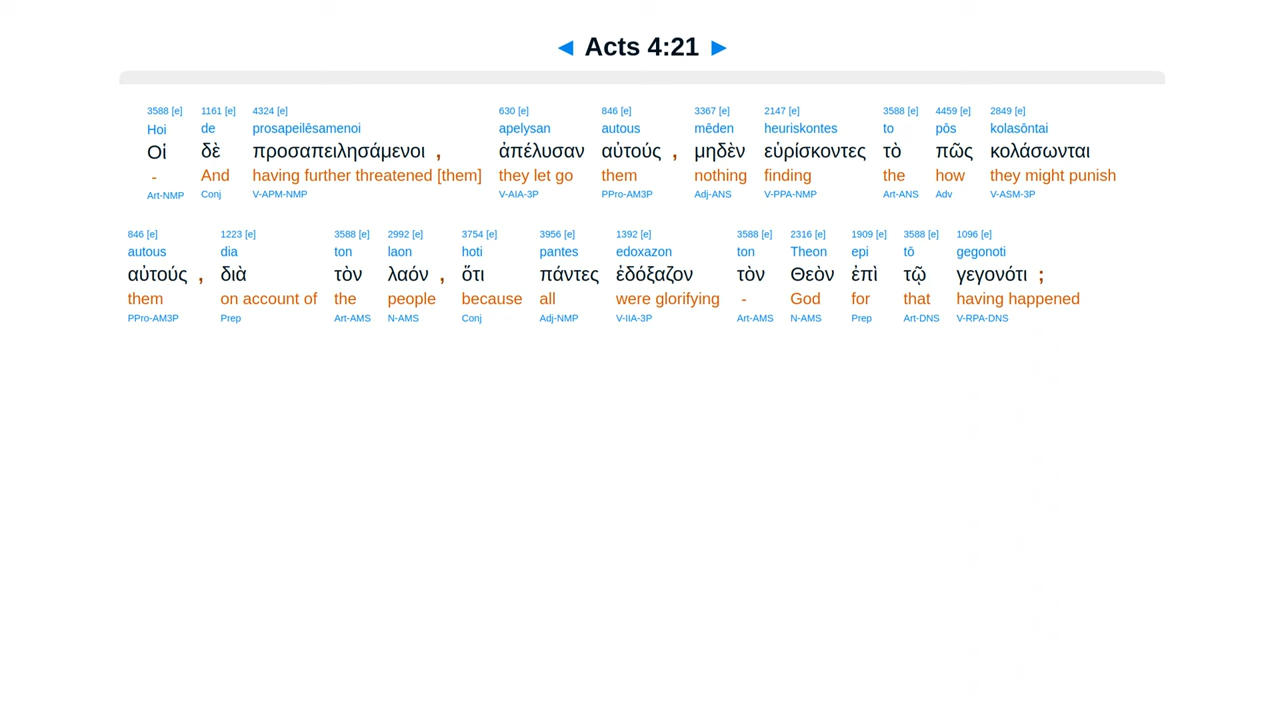 ◄ Acts 4:21 ►
3588 [e] 1161 [e] 4324 [e] 630 [e] 846 [e] 3367 [e] 2147 [e] 3588 [e] 4459 [e] 2849 [e]
Hoi de prosapeilēsamenoi apelysan autous mēden heuriskontes to pōs kolasōntai
Οἱ δὲ προσαπειλησάμενοι , ἀπέλυσαν αὐτούς , μηδὲν εὑρίσκοντες τὸ πῶς κολάσωνται
- And having further threatened [them] they let go them nothing finding the how they might punish
Art-NMP Conj V-APM-NMP V-AIA-3P PPro-AM3P Adj-ANS V-PPA-NMP Art-ANS Adv V-ASM-3P
846 [e] 1223 [e] 3588 [e] 2992 [e] 3754 [e] 3956 [e] 1392 [e] 3588 [e] 2316 [e] 1909 [e] 3588 [e] 1096 [e]
autous dia ton laon hoti pantes edoxazon ton Theon epi tō gegonoti
αὐτούς , διὰ τὸν λαόν , ὅτι πάντες ἐδόξαζον τὸν Θεὸν ἐπὶ τῷ γεγονότι ;
them on account of the people because all were glorifying - God for that having happened
PPro-AM3P Prep Art-AMS N-AMS Conj Adj-NMP V-IIA-3P Art-AMS N-AMS Prep Art-DNS V-RPA-DNS